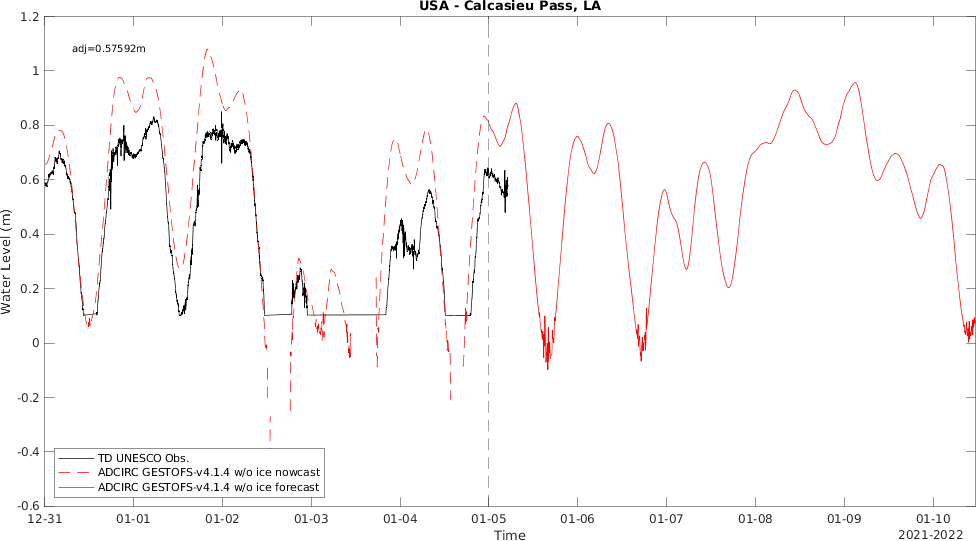 USA - Calcasieu Pass, LA
adj=0.57592m
1.2
1
0.8
0.6
0.4
0.2
0
-0.2
-0.4
-0.6
Water Level (m)
TD UNESCO Obs.
ADCIRC GESTOFS-v4.1.4 w/o ice nowcast
ADCIRC GESTOFS-v4.1.4 w/o ice forecast
12-31 01-01 01-02 01-03 01-04 01-05 01-06 01-07 01-08 01-09 01-10
Time
2021-2022